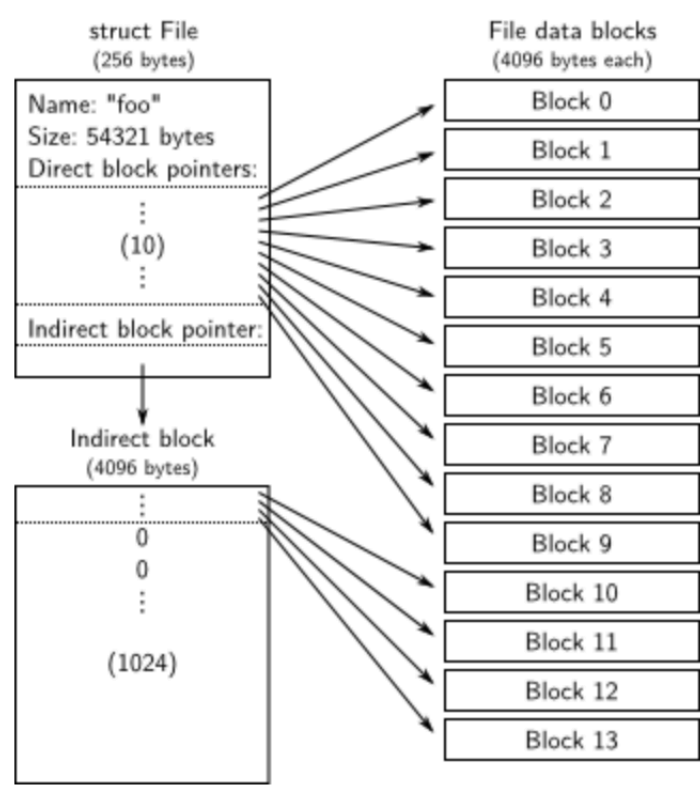 struct File
(256 bytes)
Name: "foo"
Size: 54321 bytes
Direct block pointers:
⋮
(10)
⋮
Indirect block pointer:
Indirect block
(4096 bytes)
⋮
0
0
⋮
(1024)
File data blocks
(4096 bytes each)
Block 0
Block 1
Block 2
Block 3
Block 4
Block 5
Block 6
Block 7
Block 8
Block 9
Block 10
Block 11
Block 12
Block 13